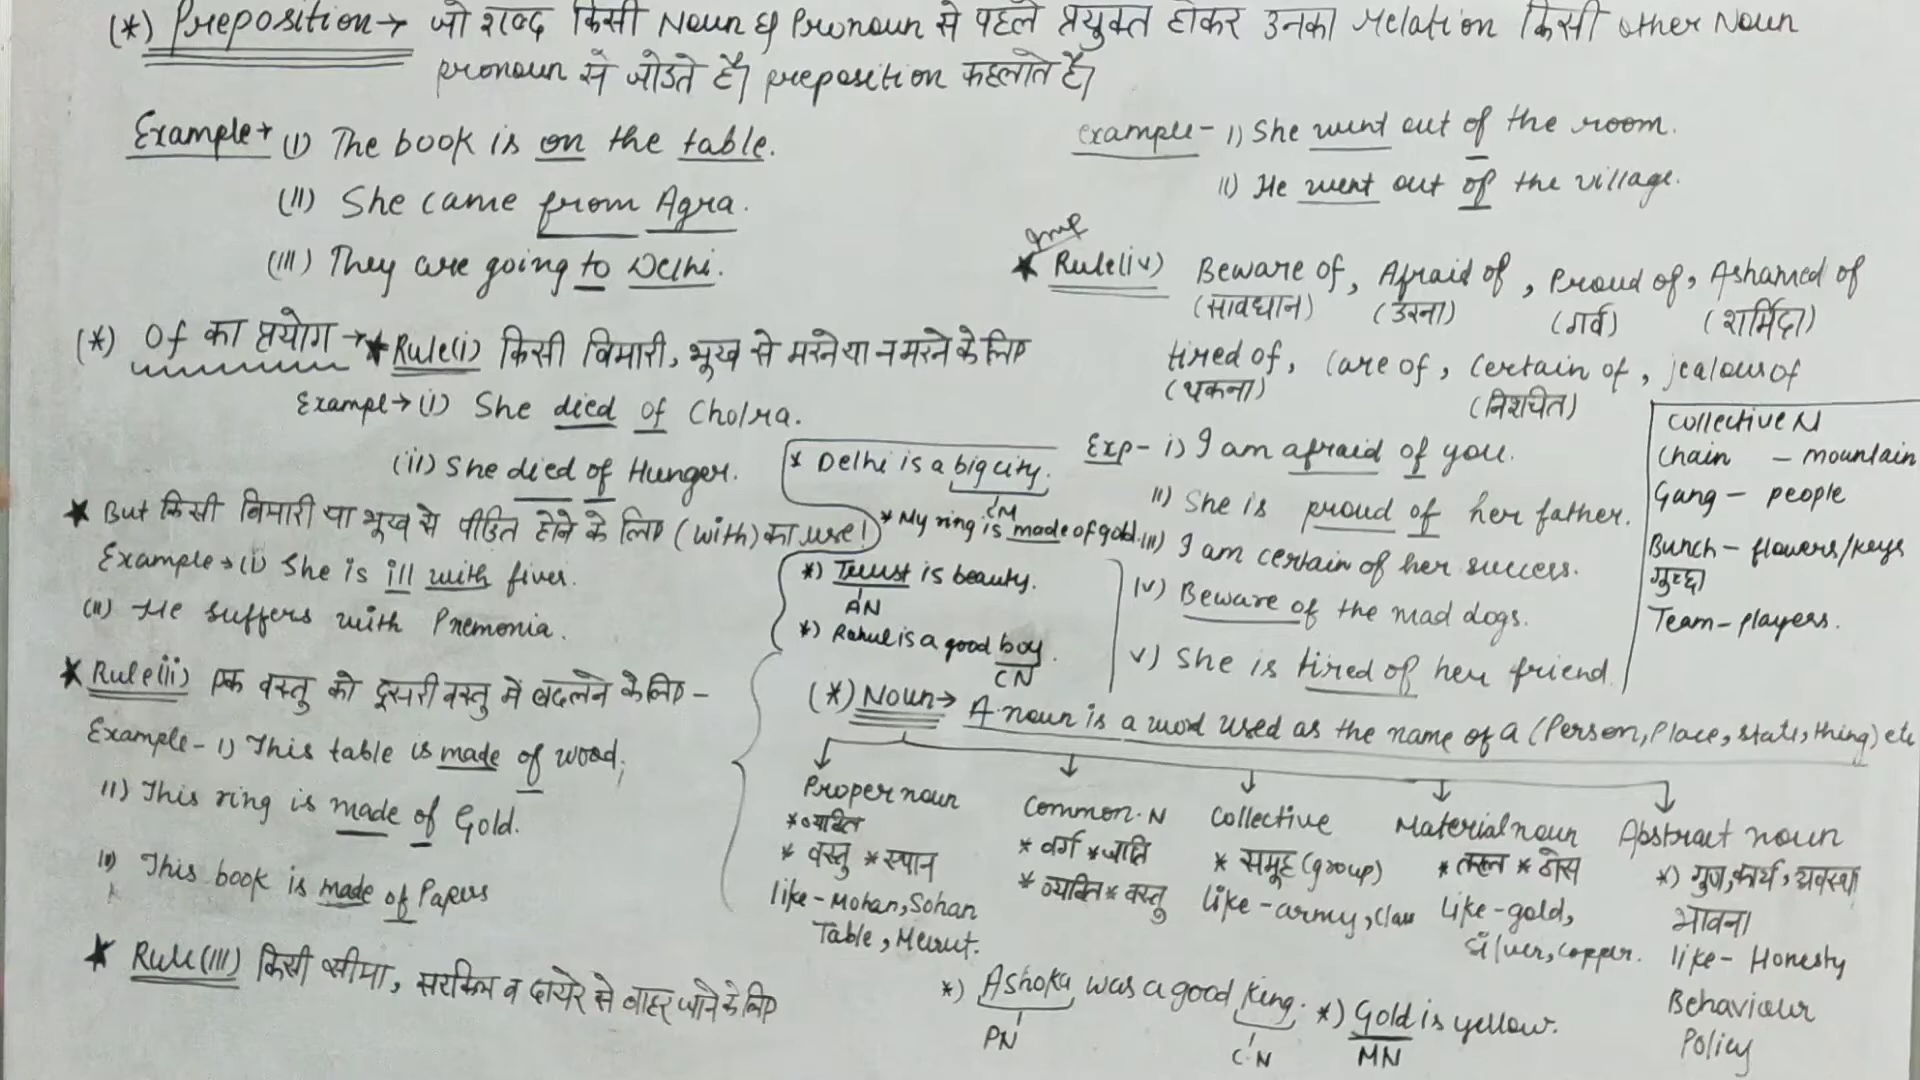 (*) Preposition → जो शब्द किसी Noun & Pronoun से पहले प्रयुक्त होकर उनका relation किसी other Noun
pronoun से जोडते है। preposition कहलाते है।
Example → (I) The book is on the table.
(II) She came from Agra.
(III) They are going to Delhi.
(*) Of का प्रयोग → ★ Rule(i) किसी बिमारी, भूख से मरने या न मरने के लिए
Exampl → (i) She died of Cholra.
(ii) She died of Hunger.
★ But किसी बिमारी या भूख से पीडित होने के लिए (with) का use!
Example → (i) She is ill with fiver.
(II) He suffers with Pnemonia.
★ Rule(ii) एक वस्तु को दूसरी वस्तु में बदलने के लिए -
Example - 1) This table is made of wood,
II) This ring is made of Gold.
This book is made of Papers
★ Rule(III) किसी सीमा, सरकिल व दायेरे से बाहर जाने के लिए
example - 1) She went out of the room.
II) He went out of the village.
Imp
★ Rule(iv) Beware of, Afraid of, Proud of, Ashamed of
(सावधान) (डरना) (गर्व) (शर्मिदा)
tired of, Care of, Certain of, jealous of
(थकना) (निशचित)
Exp - i) I am afraid of you.
II) She is proud of her father.
III) I am certain of her success.
IV) Beware of the mad dogs.
V) She is tired of her friend.
Collective N
Chain - mountain
Gang - people
Bunch - flowers/keys
गुच्छा
Team - players.
* Delhi is a big city.
CN
* My ring is made of gold.
*) Trust is beauty.
AN
*) Rahul is a good boy.
CN
(*) Noun → A noun is a word used as the name of a (Person, Place, state, thing) etc
Proper noun
* व्यक्ति
* वस्तु * स्थान
like - Mohan, Sohan
Table, Meerut.
Common. N
* वर्ग * जाति
* व्यक्ति * वस्तु
Collective
* समूह (group)
like - army, Class
Material noun
* तरल * ठोस
like - gold,
silver, copper.
Abstract noun
*) गुण, कार्य, अवस्था
भावना
like - Honesty
Behaviour
Policy
*) Ashoka was a good king.
PN C.N
*) Gold is yellow.
MN